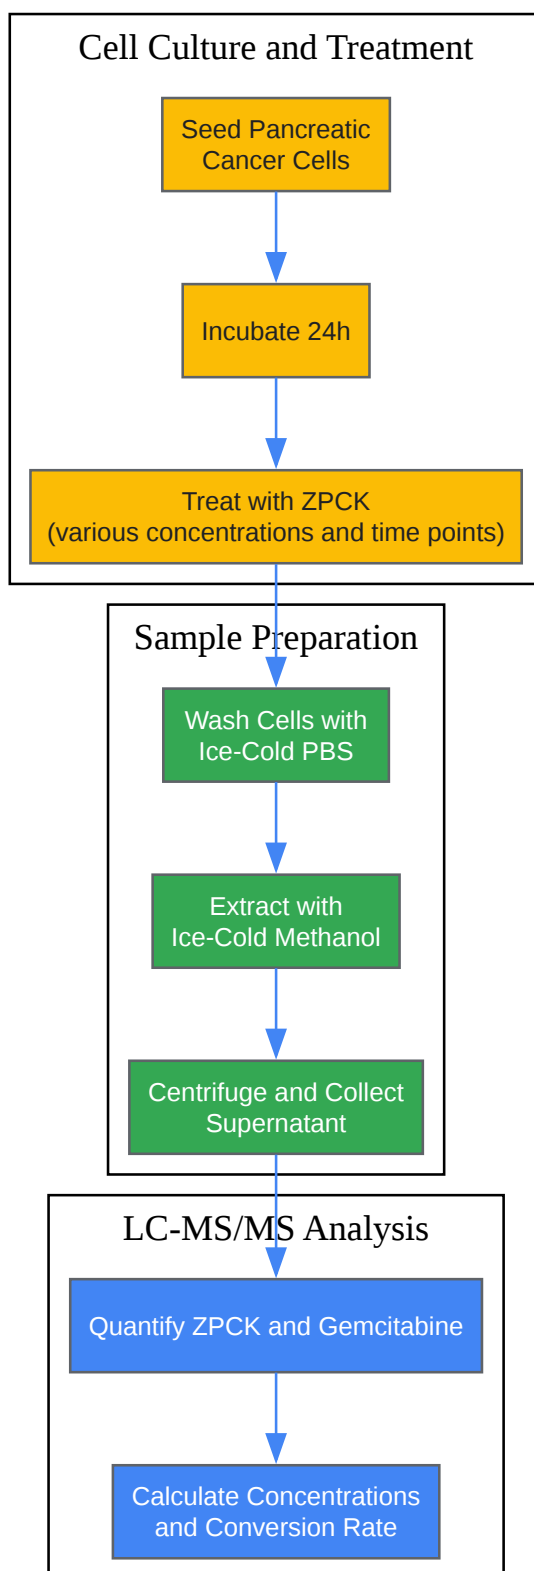 Cell Culture and Treatment
Seed Pancreatic
Cancer Cells
Incubate 24h
Treat with ZPCK
(various concentrations and time points)
Sample Preparation
Wash Cells with
Ice-Cold PBS
Extract with
Ice-Cold Methanol
Centrifuge and Collect
Supernatant
LC-MS/MS Analysis
Quantify ZPCK and Gemcitabine
Calculate Concentrations
and Conversion Rate